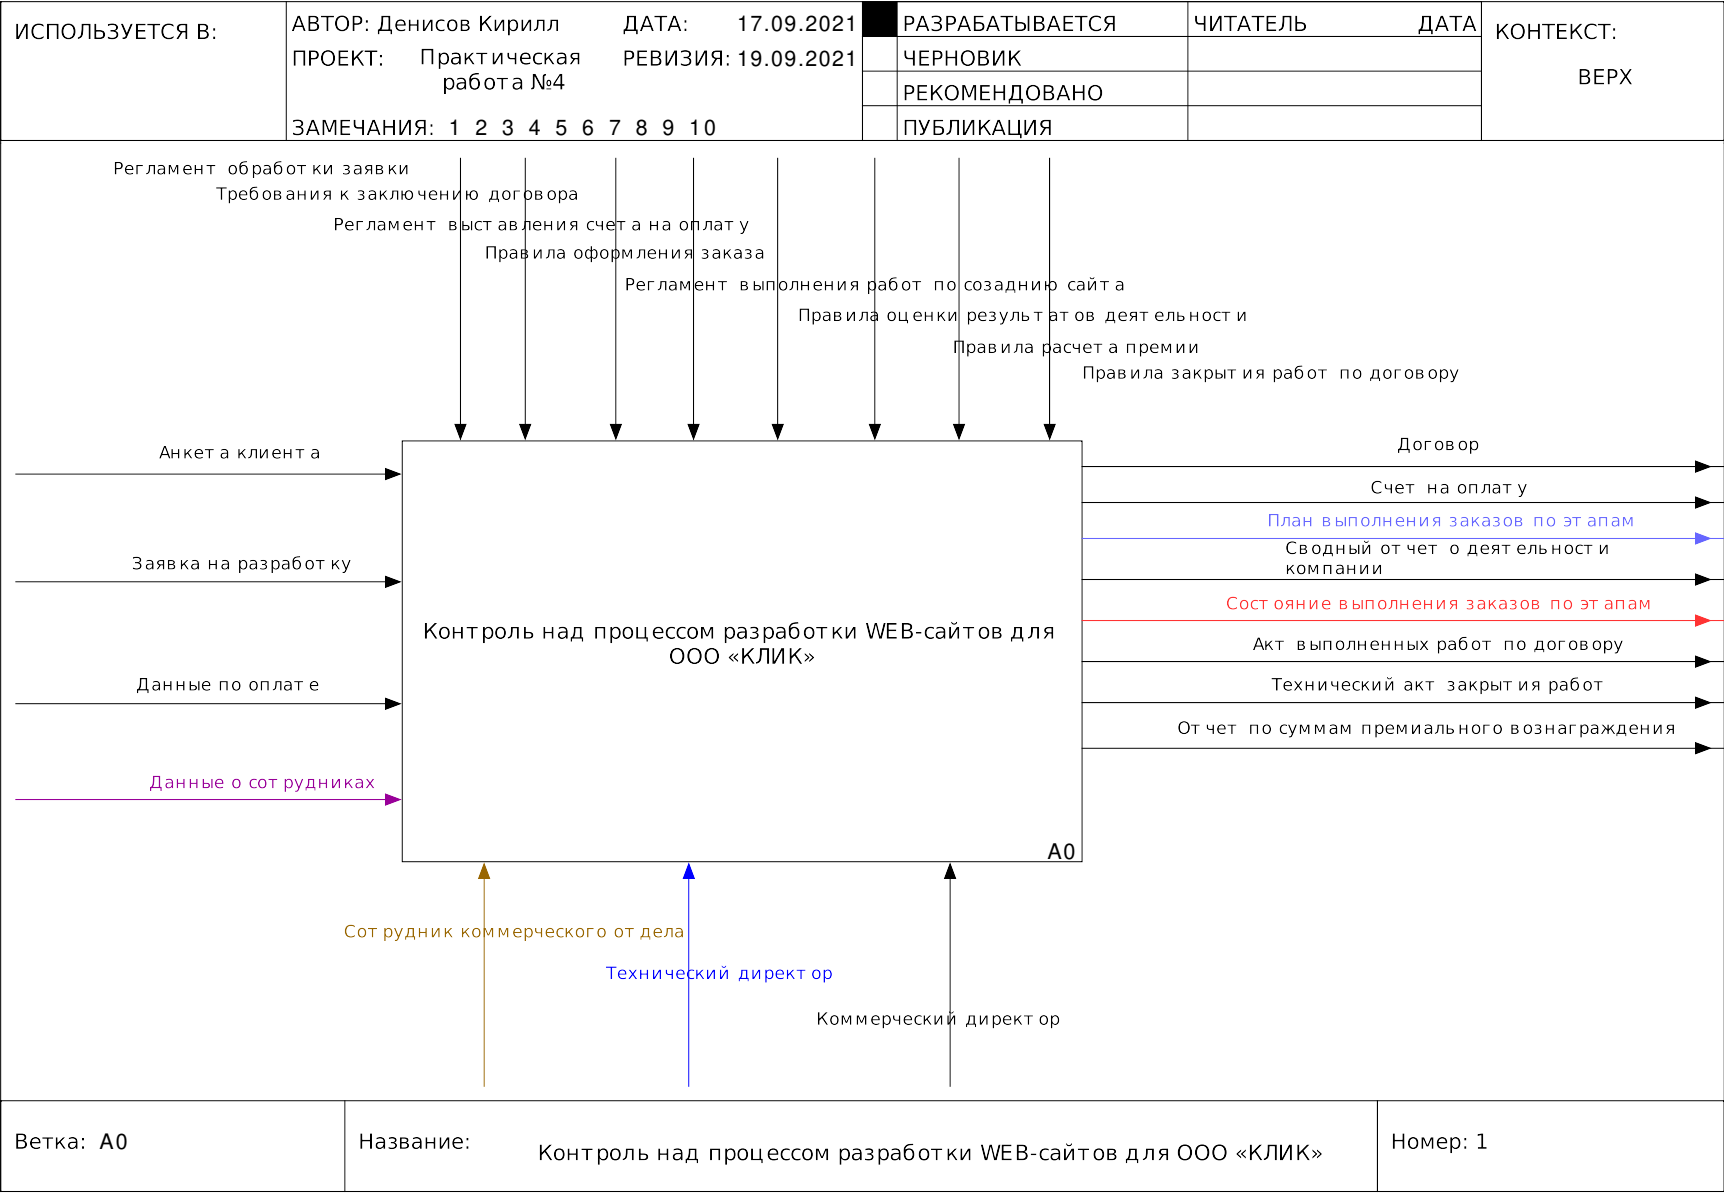 ИСПОЛЬЗУЕТСЯ В:
АВТОР: Денисов Кирилл
ДАТА: 17.09.2021
ПРОЕКТ: Практическая
работа №4
РЕВИЗИЯ: 19.09.2021
ЗАМЕЧАНИЯ: 1 2 3 4 5 6 7 8 9 10
РАЗРАБАТЫВАЕТСЯ
ЧЕРНОВИК
РЕКОМЕНДОВАНО
ПУБЛИКАЦИЯ
ЧИТАТЕЛЬ ДАТА
КОНТЕКСТ:
ВЕРХ
Регламент обработки заявки
Требования к заключению договора
Регламент выставления счета на оплату
Правила оформления заказа
Регламент выполнения работ по созаднию сайта
Правила оценки результатов деятельности
Правила расчета премии
Правила закрытия работ по договору
Анкета клиента
Заявка на разработку
Данные по оплате
Данные о сотрудниках
Контроль над процессом разработки WEB-сайтов для
ООО «КЛИК»
A0
Договор
Счет на оплату
План выполнения заказов по этапам
Сводный отчет о деятельности
компании
Состояние выполнения заказов по этапам
Акт выполненных работ по договору
Технический акт закрытия работ
Отчет по суммам премиального вознаграждения
Сотрудник коммерческого отдела
Технический директор
Коммерческий директор
Ветка: A0
Название: Контроль над процессом разработки WEB-сайтов для ООО «КЛИК»
Номер: 1